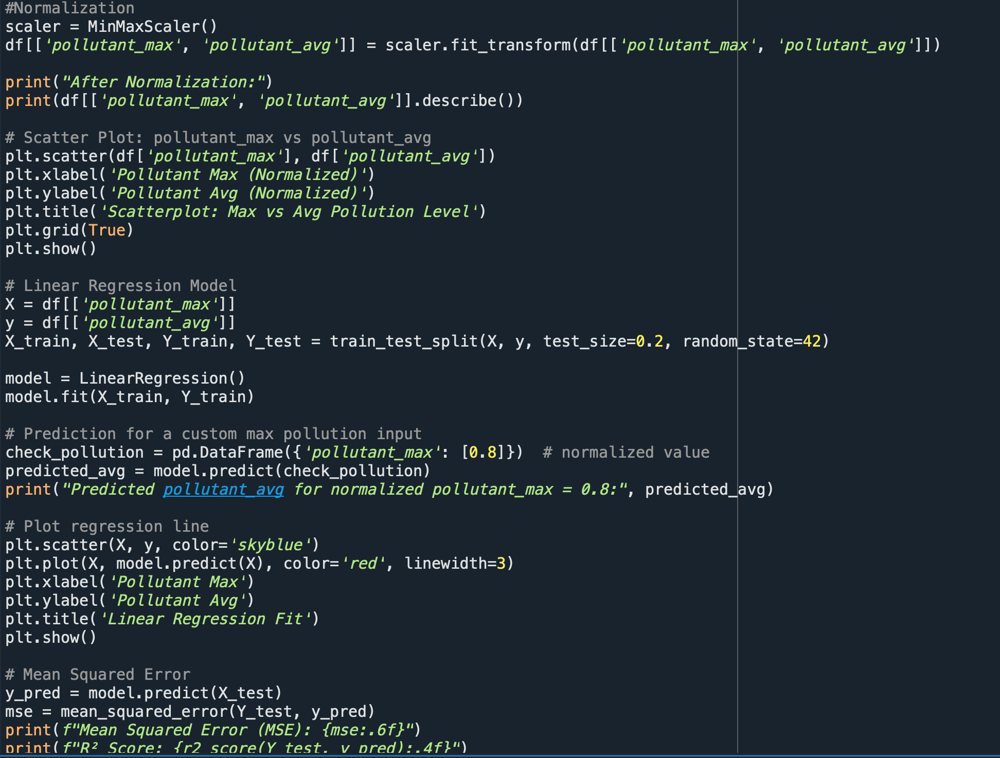 #Normalization
scaler = MinMaxScaler()
df[['pollutant_max', 'pollutant_avg']] = scaler.fit_transform(df[['pollutant_max', 'pollutant_avg']])
print("After Normalization:")
print(df[['pollutant_max', 'pollutant_avg']].describe())
# Scatter Plot: pollutant_max vs pollutant_avg
plt.scatter(df['pollutant_max'], df['pollutant_avg'])
plt.xlabel('Pollutant Max (Normalized)')
plt.ylabel('Pollutant Avg (Normalized)')
plt.title('Scatterplot: Max vs Avg Pollution Level')
plt.grid(True)
plt.show()
# Linear Regression Model
X = df[['pollutant_max']]
y = df[['pollutant_avg']]
X_train, X_test, Y_train, Y_test = train_test_split(X, y, test_size=0.2, random_state=42)
model = LinearRegression()
model.fit(X_train, Y_train)
# Prediction for a custom max pollution input
check_pollution = pd.DataFrame({'pollutant_max': [0.8]})  # normalized value
predicted_avg = model.predict(check_pollution)
print("Predicted pollutant_avg for normalized pollutant_max = 0.8:", predicted_avg)
# Plot regression line
plt.scatter(X, y, color='skyblue')
plt.plot(X, model.predict(X), color='red', linewidth=3)
plt.xlabel('Pollutant Max')
plt.ylabel('Pollutant Avg')
plt.title('Linear Regression Fit')
plt.show()
# Mean Squared Error
y_pred = model.predict(X_test)
mse = mean_squared_error(Y_test, y_pred)
print(f"Mean Squared Error (MSE): {mse:.6f}")
print(f"R² Score: {r2_score(Y_test, y_pred):.4f}")